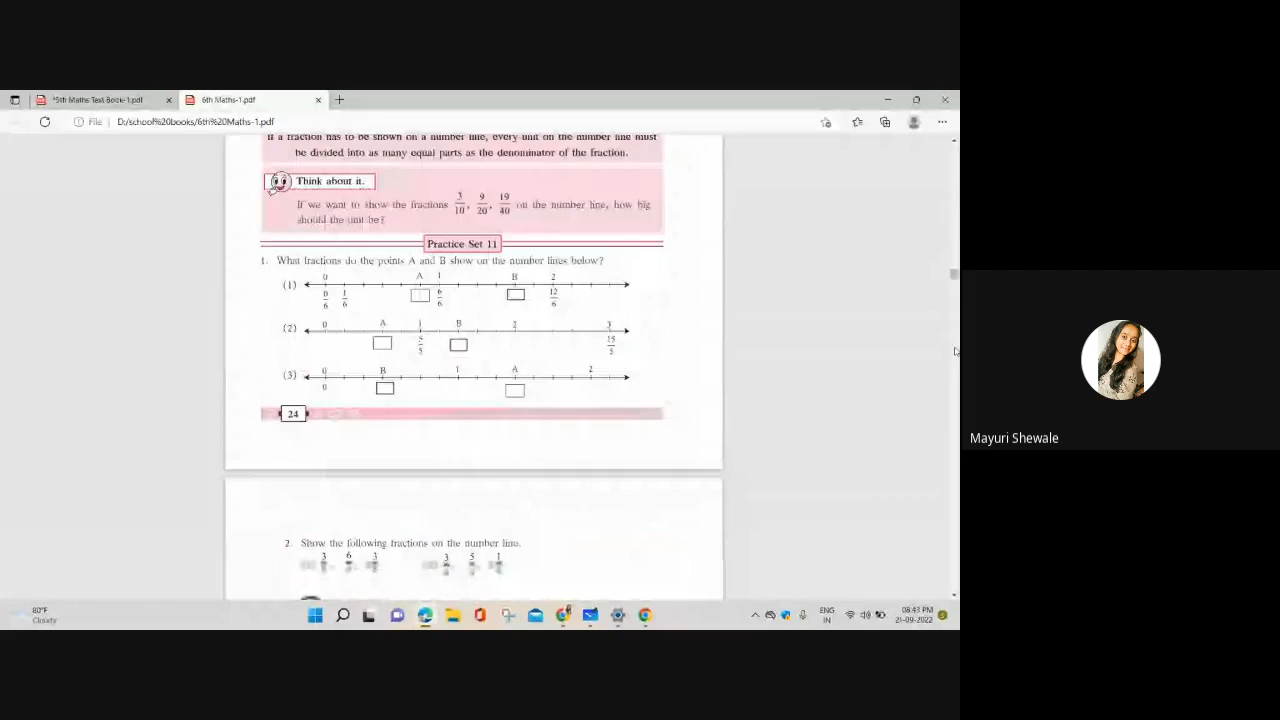 *5th Maths Text Book-1.pdf
6th Maths-1.pdf
File
D:/school%20books/6th%20Maths-1.pdf
If a fraction has to be shown on a number line, every unit on the number line must
be divided into as many equal parts as the denominator of the fraction.
Think about it.
If we want to show the fractions 3/10, 9/20, 19/40 on the number line, how big
should the unit be?
Practice Set 11
1. What fractions do the points A and B show on the number lines below?
0 A 1 B 2
(1)
0/6 1/6 6/6 12/6
0 A 1 B 2 3
(2)
5/5 15/5
0 B 1 A 2
(3)
0
24
2. Show the following fractions on the number line.
Mayuri Shewale
80°F
Cloudy
ENG
IN
08:43 PM
21-09-2022